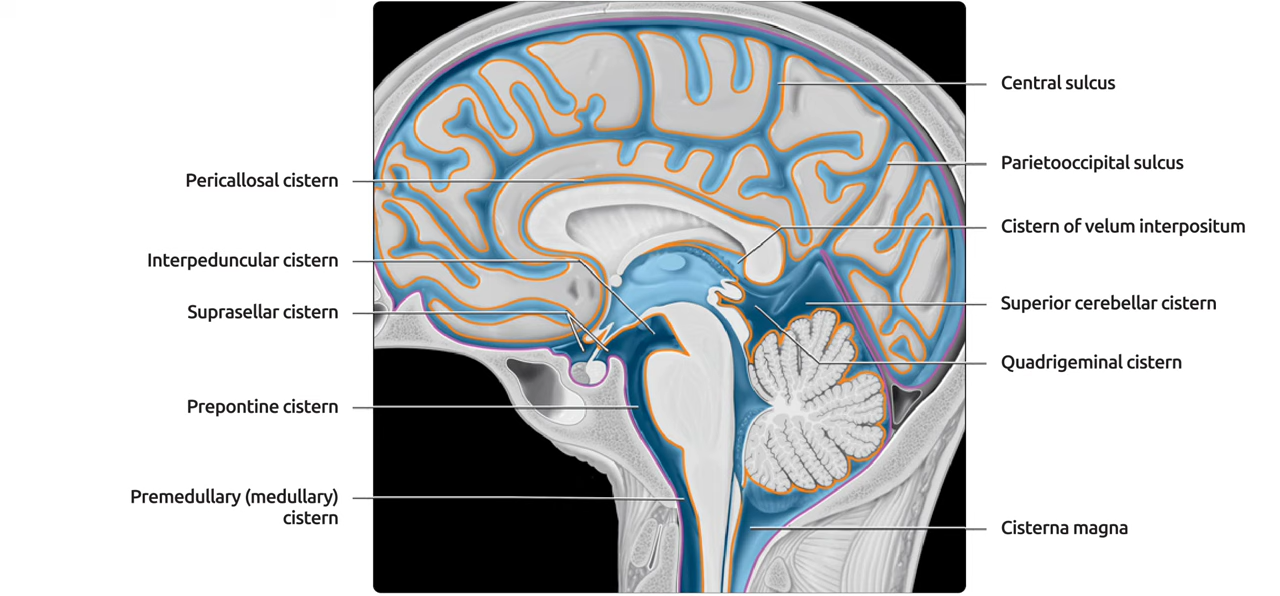 Pericallosal cistern
Interpeduncular cistern
Suprasellar cistern
Prepontine cistern
Premedullary (medullary)
cistern
Central sulcus
Parietooccipital sulcus
Cistern of velum interpositum
Superior cerebellar cistern
Quadrigeminal cistern
Cisterna magna